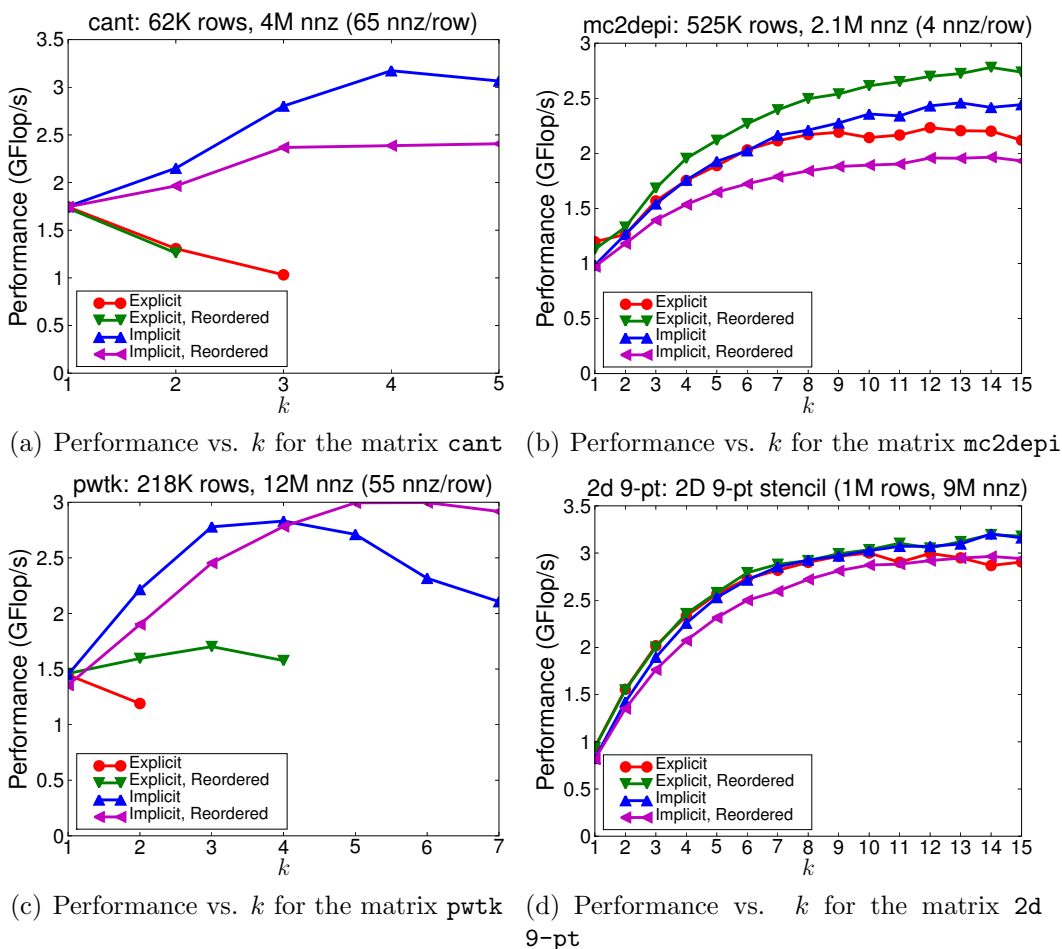 cant: 62K rows, 4M nnz (65 nnz/row)
3.5
3
2.5
2
1.5
1
0.5
0
Performance (GFlop/s)
Explicit
Explicit, Reordered
Implicit
Implicit, Reordered
1 2 3 4 5
k
(a) Performance vs. k for the matrix cant
mc2depi: 525K rows, 2.1M nnz (4 nnz/row)
3
2.5
2
1.5
1
0.5
0
Performance (GFlop/s)
Explicit
Explicit, Reordered
Implicit
Implicit, Reordered
1 2 3 4 5 6 7 8 9 10 11 12 13 14 15
k
(b) Performance vs. k for the matrix mc2depi
pwtk: 218K rows, 12M nnz (55 nnz/row)
3
2.5
2
1.5
1
0.5
0
Performance (GFlop/s)
Explicit
Explicit, Reordered
Implicit
Implicit, Reordered
1 2 3 4 5 6 7
k
(c) Performance vs. k for the matrix pwtk
2d 9-pt: 2D 9-pt stencil (1M rows, 9M nnz)
3.5
3
2.5
2
1.5
1
0.5
0
Performance (GFlop/s)
Explicit
Explicit, Reordered
Implicit
Implicit, Reordered
1 2 3 4 5 6 7 8 9 10 11 12 13 14 15
k
(d) Performance vs. k for the matrix 2d
9-pt